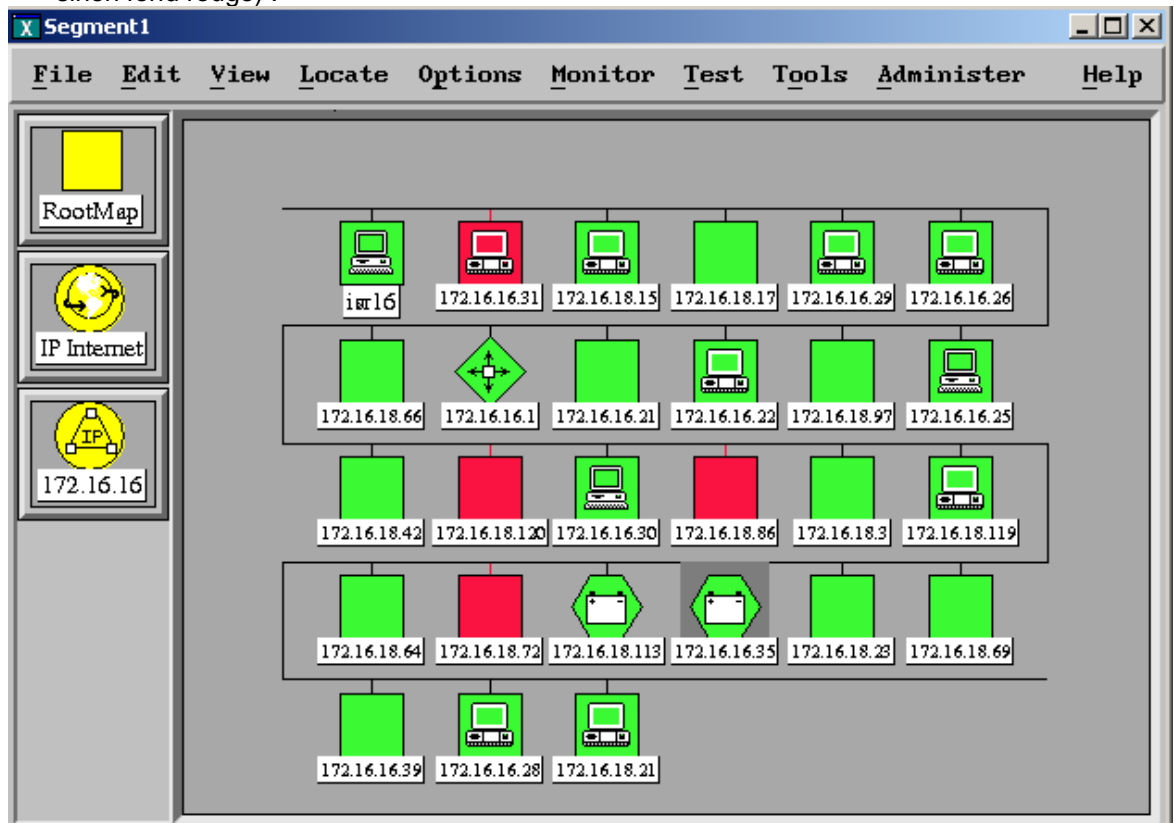 sinon fond rouge) :
X Segment1
File Edit View Locate Options Monitor Test Tools Administer Help
RootMap
IP Internet
IP
172.16.16
isr16 172.16.16.31 172.16.18.15 172.16.18.17 172.16.16.29 172.16.16.26
172.16.18.66 172.16.16.1 172.16.16.21 172.16.16.22 172.16.18.97 172.16.16.25
172.16.18.42 172.16.18.120 172.16.16.30 172.16.18.86 172.16.18.3 172.16.18.119
172.16.18.64 172.16.18.72 172.16.18.113 172.16.16.35 172.16.18.23 172.16.18.69
172.16.16.39 172.16.16.28 172.16.18.21